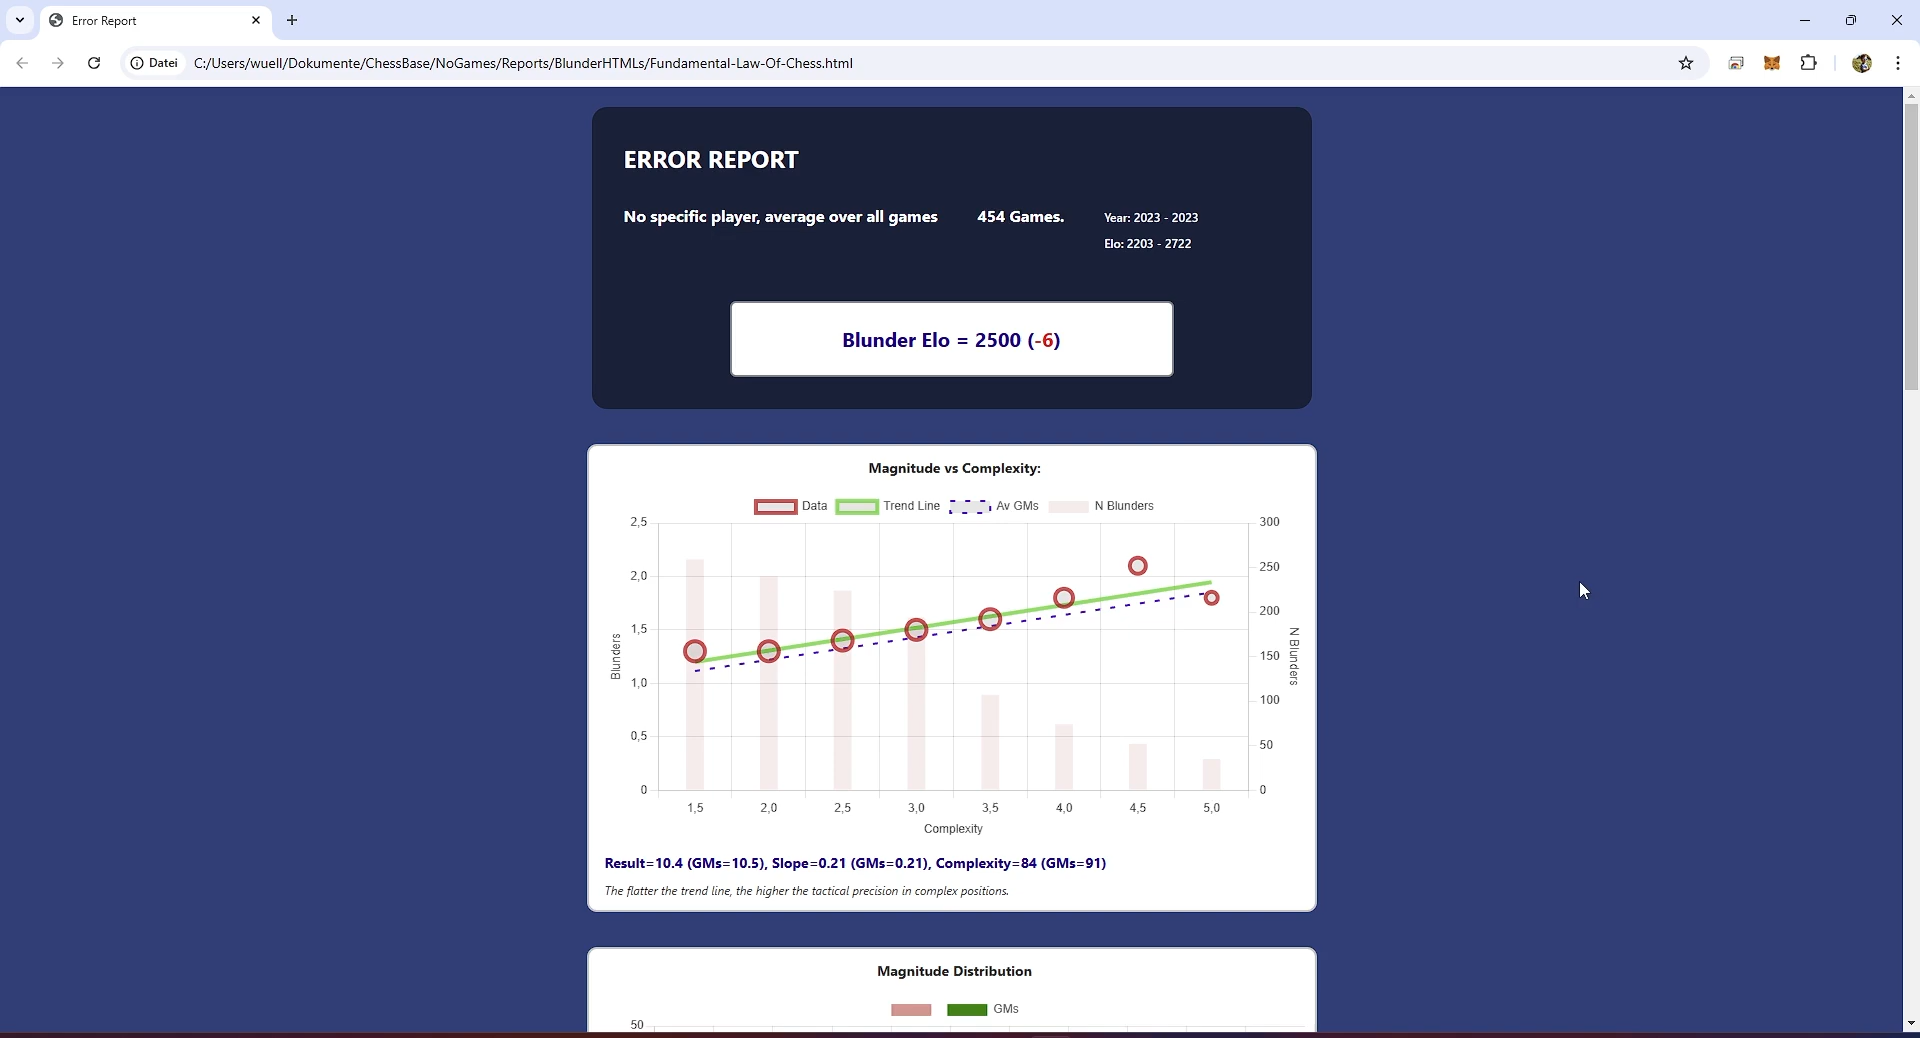 Error Report
Datei
C:/Users/wuell/Dokumente/ChessBase/NoGames/Reports/BlunderHTMLs/Fundamental-Law-Of-Chess.html
ERROR REPORT
No specific player, average over all games
454 Games.
Year: 2023 - 2023
Elo: 2203 - 2722
Blunder Elo = 2500 (-6)
Magnitude vs Complexity:
Data
Trend Line
Av GMs
N Blunders
2,5
2,0
1,5
1,0
0,5
0
Blunders
300
250
200
150
100
50
0
N Blunders
1,5
2,0
2,5
3,0
3,5
4,0
4,5
5,0
Complexity
Result=10.4 (GMs=10.5), Slope=0.21 (GMs=0.21), Complexity=84 (GMs=91)
The flatter the trend line, the higher the tactical precision in complex positions.
Magnitude Distribution
GMs
50